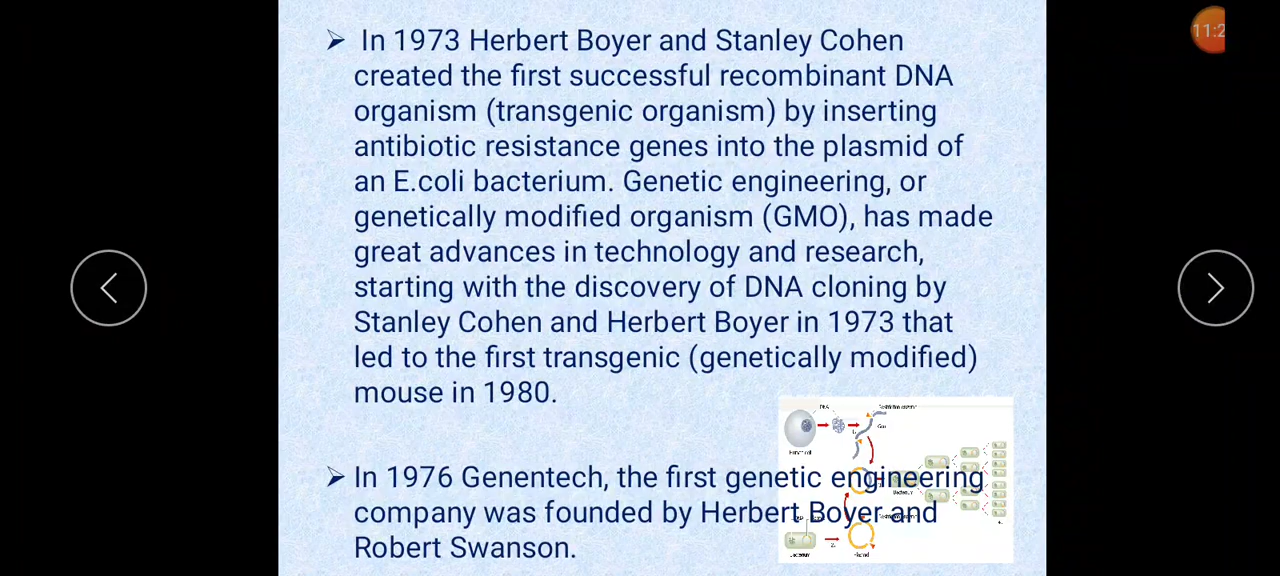 11:2
➢ In 1973 Herbert Boyer and Stanley Cohen
created the first successful recombinant DNA
organism (transgenic organism) by inserting
antibiotic resistance genes into the plasmid of
an E.coli bacterium. Genetic engineering, or
genetically modified organism (GMO), has made
great advances in technology and research,
starting with the discovery of DNA cloning by
Stanley Cohen and Herbert Boyer in 1973 that
led to the first transgenic (genetically modified)
mouse in 1980.
➢ In 1976 Genentech, the first genetic engineering
company was founded by Herbert Boyer and
Robert Swanson.
DNA